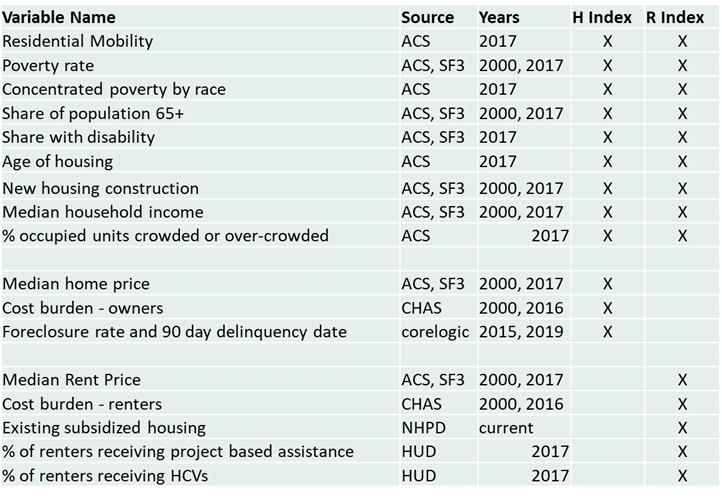 Variable Name Source Years H Index R Index
Residential Mobility ACS 2017 X X
Poverty rate ACS, SF3 2000, 2017 X X
Concentrated poverty by race ACS 2017 X X
Share of population 65+ ACS, SF3 2000, 2017 X X
Share with disability ACS, SF3 2017 X X
Age of housing ACS 2017 X X
New housing construction ACS, SF3 2000, 2017 X X
Median household income ACS, SF3 2000, 2017 X X
% occupied units crowded or over-crowded ACS 2017 X X
Median home price ACS, SF3 2000, 2017 X
Cost burden - owners CHAS 2000, 2016 X
Foreclosure rate and 90 day delinquency date corelogic 2015, 2019 X
Median Rent Price ACS, SF3 2000, 2017 X
Cost burden - renters CHAS 2000, 2016 X
Existing subsidized housing NHPD current X
% of renters receiving project based assistance HUD 2017 X
% of renters receiving HCVs HUD 2017 X